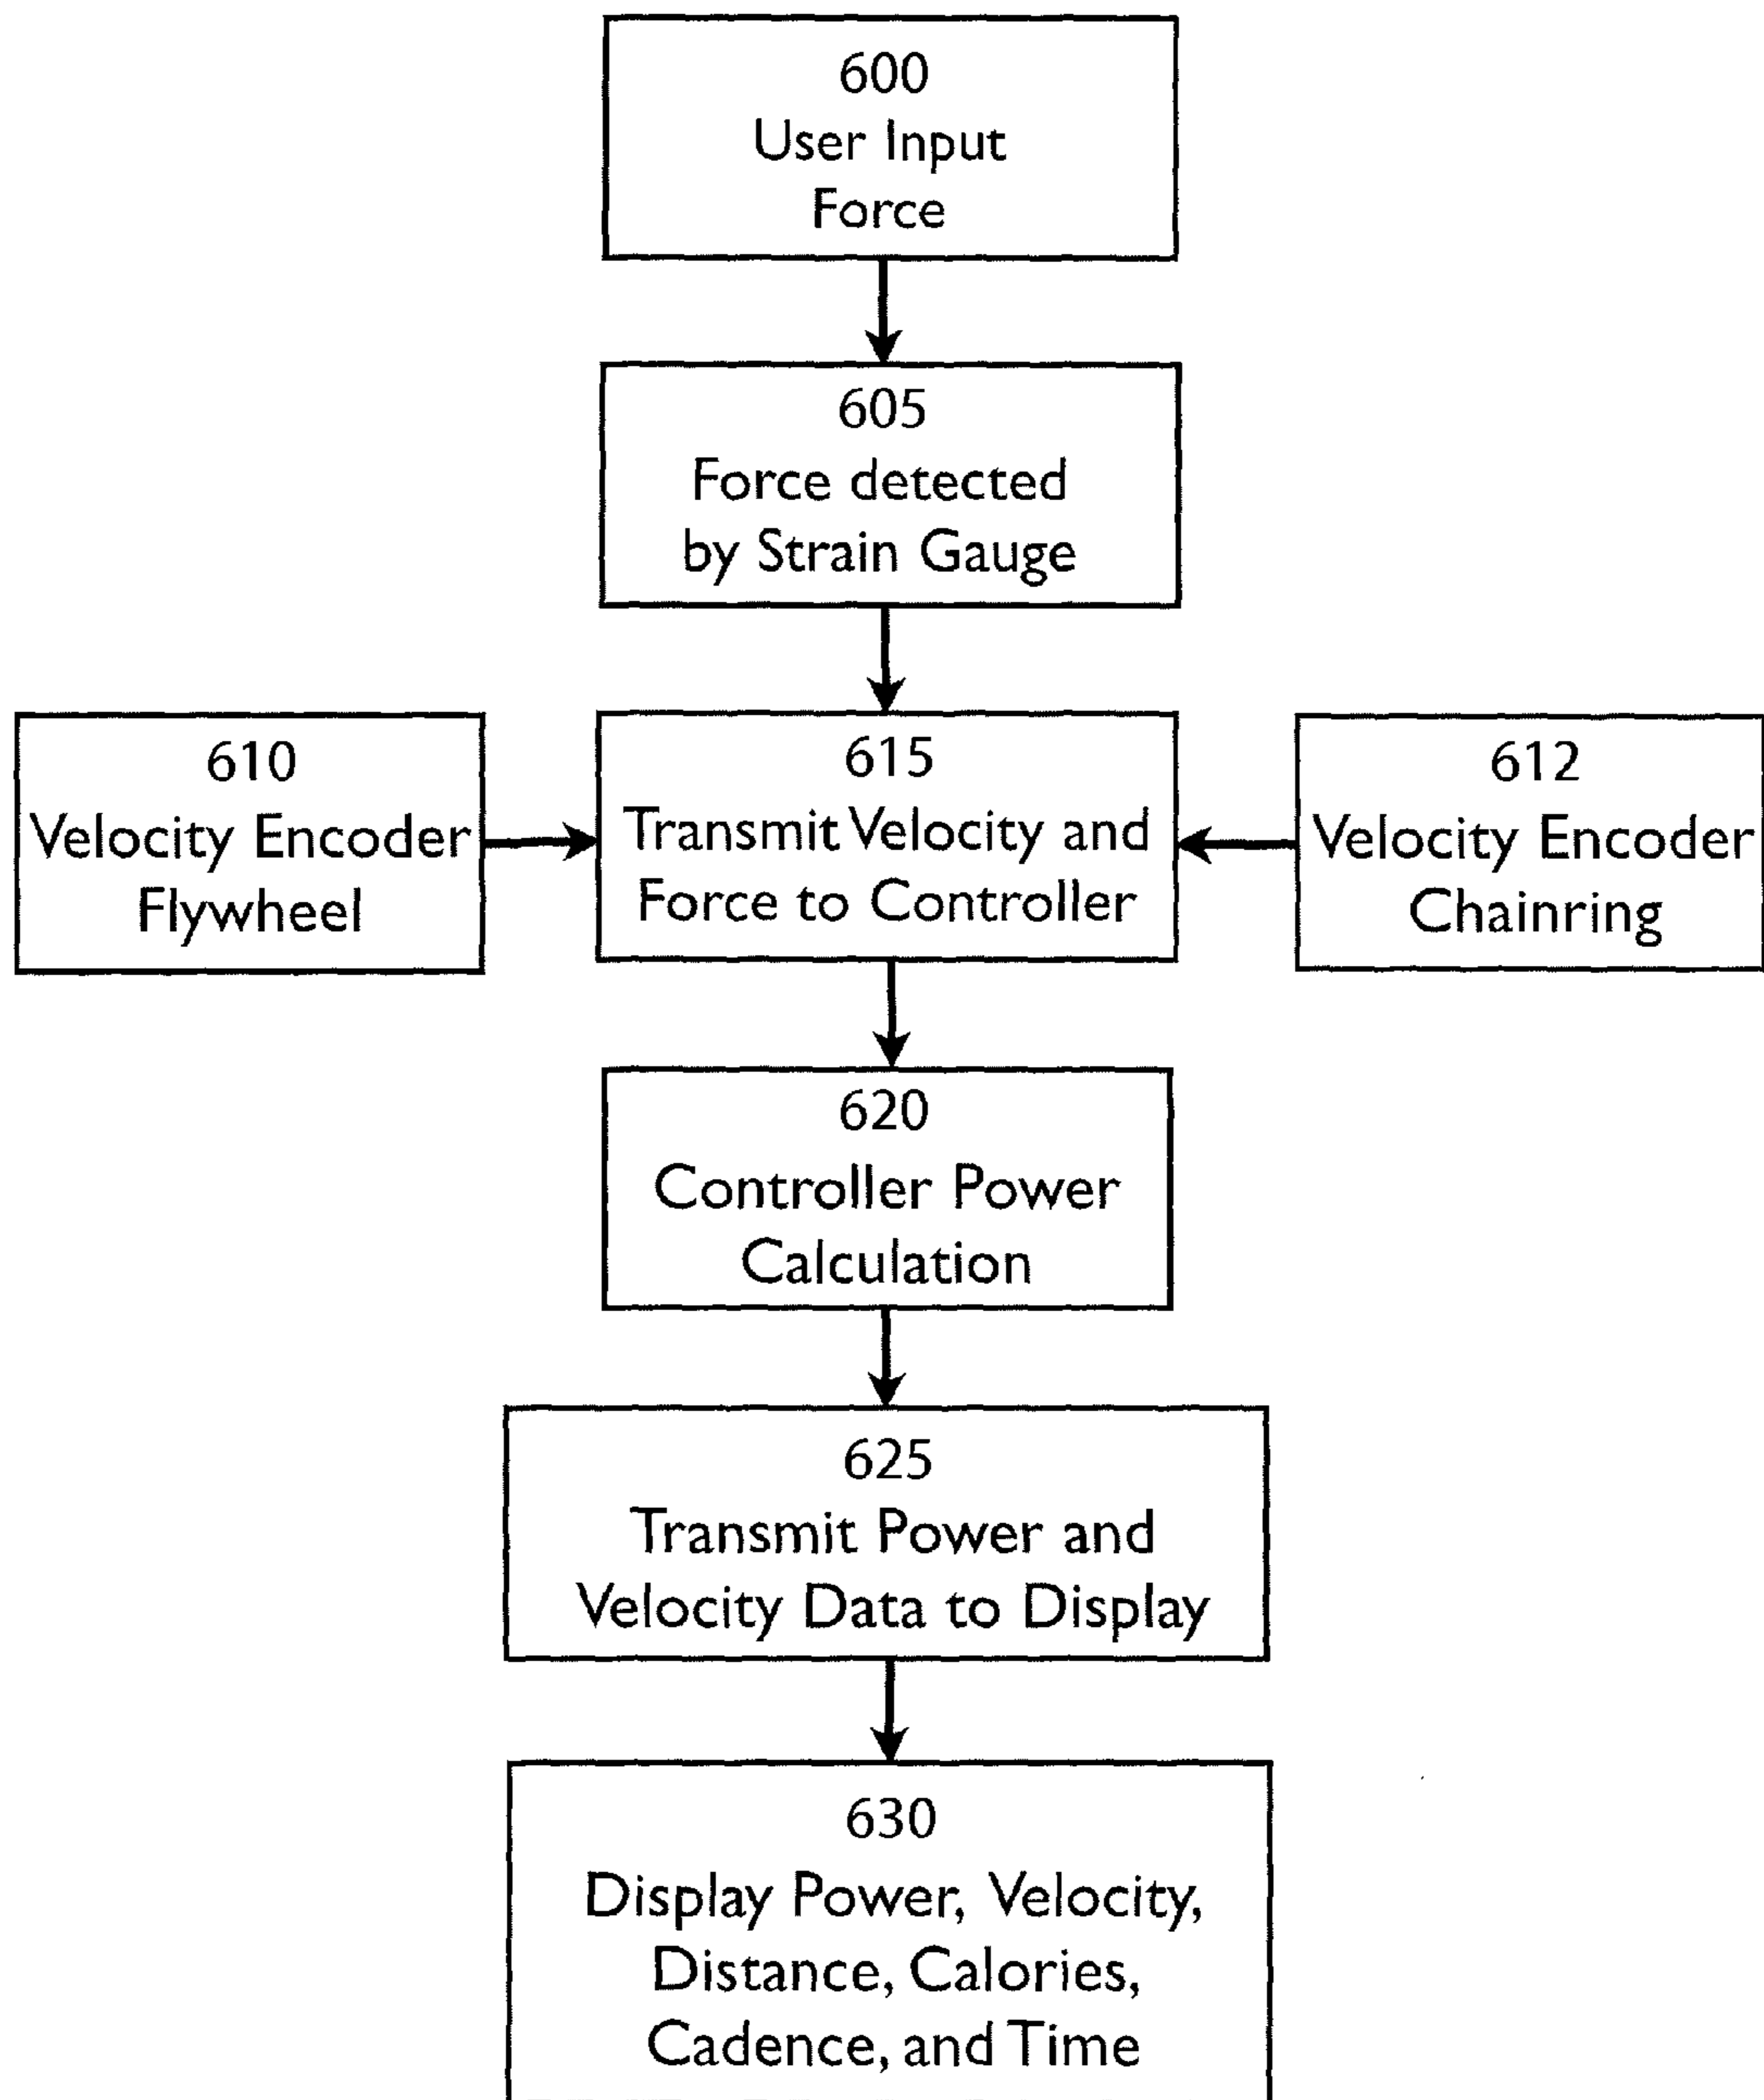 600
User Input
Force
605
Force detected
by Strain Gauge
610
Velocity Encoder
Flywheel
615
Transmit Velocity and
Force to Controller
612
Velocity Encoder
Chainring
620
Controller Power
Calculation
625
Transmit Power and
Velocity Data to Display
630
Display Power, Velocity,
Distance, Calories,
Cadence, and Time